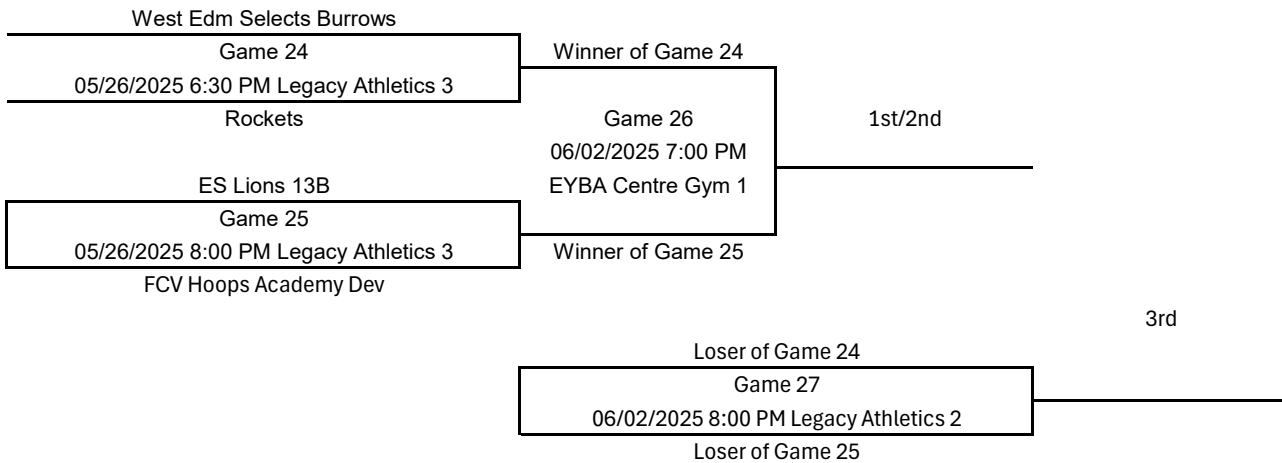 West Edm Selects Burrows
Game 24
05/26/2025 6:30 PM Legacy Athletics 3
Rockets
ES Lions 13B
Game 25
05/26/2025 8:00 PM Legacy Athletics 3
FCV Hoops Academy Dev
Winner of Game 24
Game 26
06/02/2025 7:00 PM
EYBA Centre Gym 1
Winner of Game 25
1st/2nd
3rd
Loser of Game 24
Game 27
06/02/2025 8:00 PM Legacy Athletics 2
Loser of Game 25